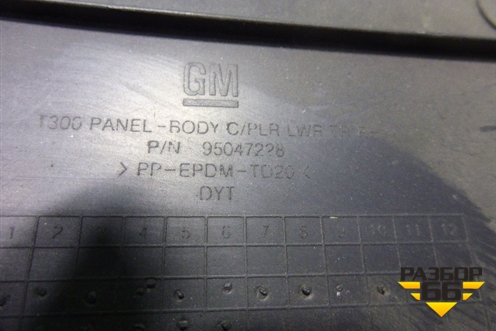 GM
T300 PANEL-BODY C/PLR LWR
P/N 95047228
> PP-EPDM-TD20 <
DYT
1 2 4 5 6 7 8 9 10 11 12
РАЗБОР
66